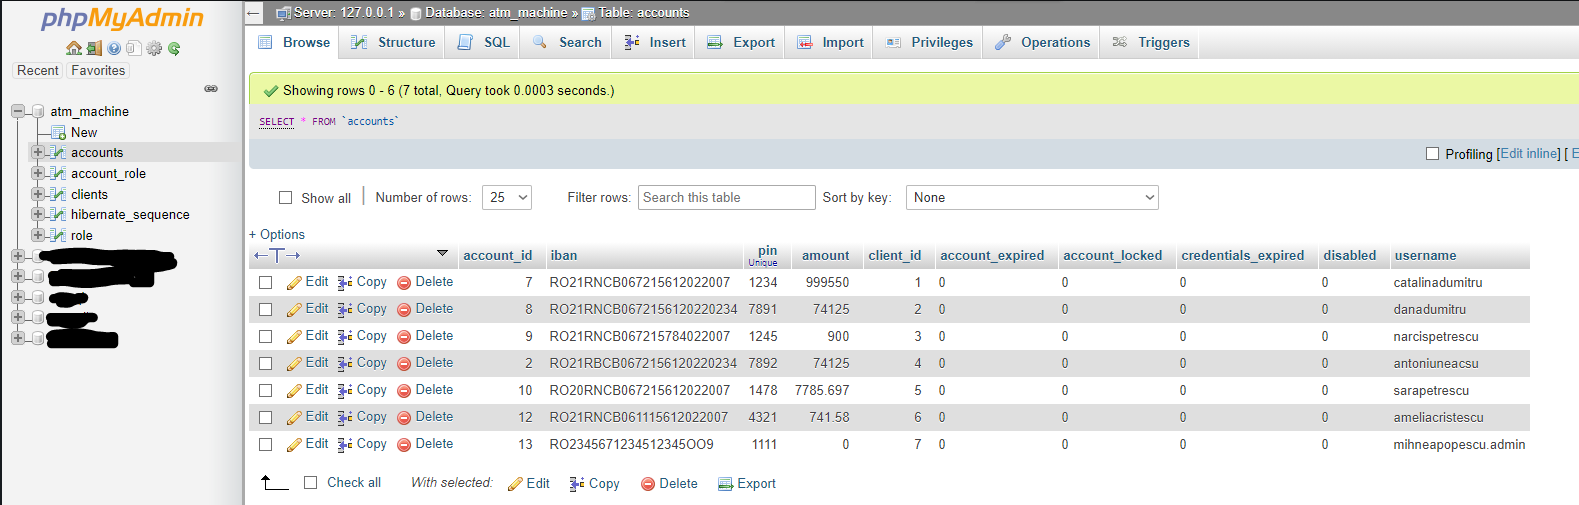 phpMyAdmin
Recent Favorites
atm_machine
New
accounts
account_role
clients
hibernate_sequence
role
Server: 127.0.0.1 » Database: atm_machine » Table: accounts
Browse Structure SQL Search Insert Export Import Privileges Operations Triggers
Showing rows 0 - 6 (7 total, Query took 0.0003 seconds.)
SELECT * FROM `accounts`
Profiling [Edit inline] [ E
Show all Number of rows: 25 Filter rows: Search this table Sort by key: None
+ Options
account_id iban pin Unique amount client_id account_expired account_locked credentials_expired disabled username
Edit Copy Delete 7 RO21RNCB067215612022007 1234 999550 1 0 0 0 0 catalinadumitru
Edit Copy Delete 8 RO21RNCB0672156120220234 7891 74125 2 0 0 0 0 danadumitru
Edit Copy Delete 9 RO21RNCB067215784022007 1245 900 3 0 0 0 0 narcispetrescu
Edit Copy Delete 2 RO21RBCB0672156120220234 7892 74125 4 0 0 0 0 antoniuneacsu
Edit Copy Delete 10 RO20RNCB067215612022007 1478 7785.697 5 0 0 0 0 sarapetrescu
Edit Copy Delete 12 RO21RNCB061115612022007 4321 741.58 6 0 0 0 0 ameliacristescu
Edit Copy Delete 13 RO2345671234512345OO9 1111 0 7 0 0 0 0 mihneapopescu.admin
Check all With selected: Edit Copy Delete Export